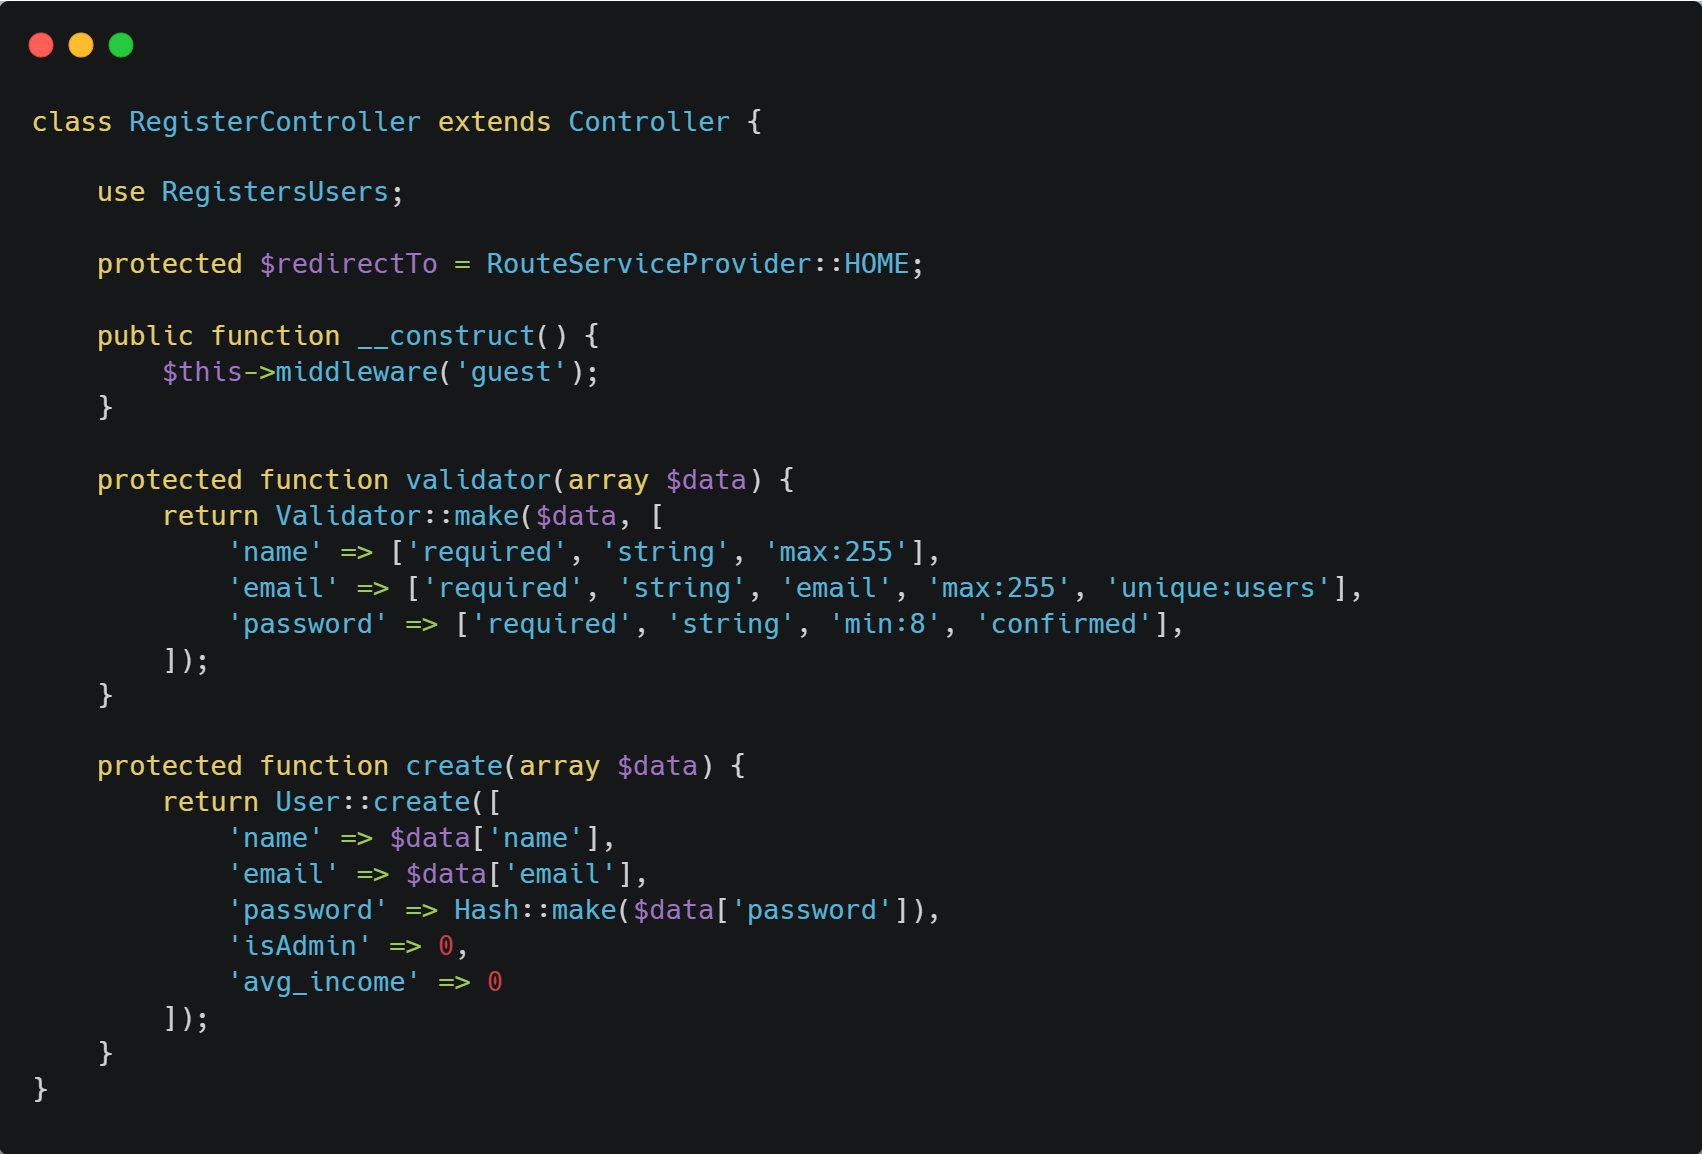 class RegisterController extends Controller {

    use RegistersUsers;

    protected $redirectTo = RouteServiceProvider::HOME;

    public function __construct() {
        $this->middleware('guest');
    }

    protected function validator(array $data) {
        return Validator::make($data, [
            'name' => ['required', 'string', 'max:255'],
            'email' => ['required', 'string', 'email', 'max:255', 'unique:users'],
            'password' => ['required', 'string', 'min:8', 'confirmed'],
        ]);
    }

    protected function create(array $data) {
        return User::create([
            'name' => $data['name'],
            'email' => $data['email'],
            'password' => Hash::make($data['password']),
            'isAdmin' => 0,
            'avg_income' => 0
        ]);
    }
}